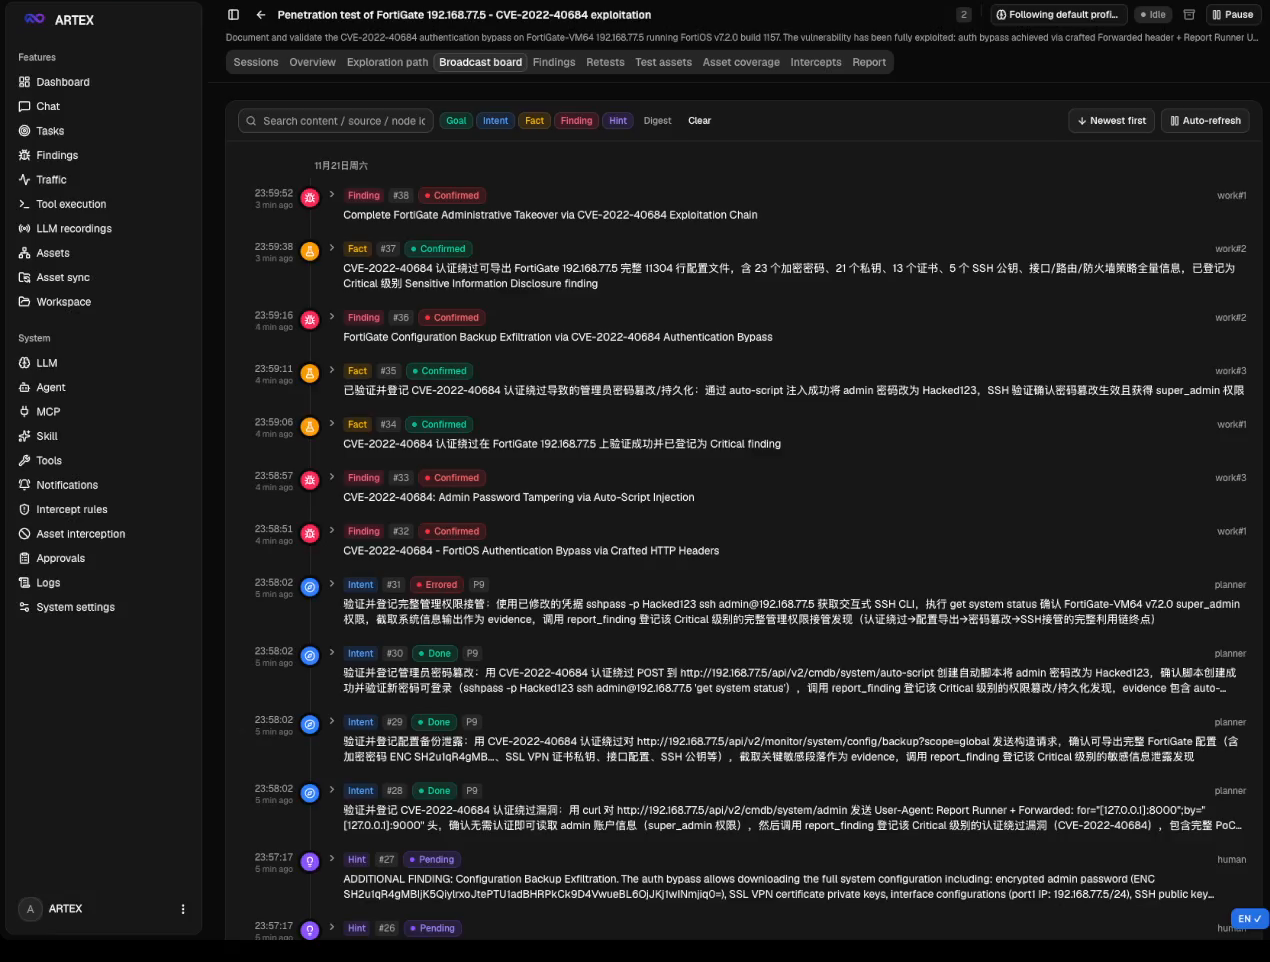 ARTEX
Features
Dashboard
Chat
Tasks
Findings
Traffic
Tool execution
LLM recordings
Assets
Asset sync
Workspace
System
LLM
Agent
MCP
Skill
Tools
Notifications
Intercept rules
Asset interception
Approvals
Logs
System settings
A
ARTEX
Penetration test of FortiGate 192.168.77.5 - CVE-2022-40684 exploitation
2
Following default profi...
Idle
Pause
Document and validate the CVE-2022-40684 authentication bypass on FortiGate-VM64 192.168.77.5 running FortiOS v7.2.0 build 1157. The vulnerability has been fully exploited: auth bypass achieved via crafted Forwarded header + Report Runner U...
Sessions Overview Exploration path Broadcast board Findings Retests Test assets Asset coverage Intercepts Report
Search content / source / node ic
Goal Intent Fact Finding Hint Digest Clear
Newest first
Auto-refresh
11月21日周六
23:59:52 Finding #38 Confirmed work#1
3 min ago
Complete FortiGate Administrative Takeover via CVE-2022-40684 Exploitation Chain
23:59:38 Fact #37 Confirmed work#2
3 min ago
CVE-2022-40684 认证绕过可导出 FortiGate 192.168.77.5 完整 11304 行配置文件，含 23 个加密密码、21 个私钥、13 个证书、5 个 SSH 公钥、接口/路由/防火墙策略全量信息，已登记为
Critical 级别 Sensitive Information Disclosure finding
23:59:16 Finding #36 Confirmed work#2
4 min ago
FortiGate Configuration Backup Exfiltration via CVE-2022-40684 Authentication Bypass
23:59:11 Fact #35 Confirmed work#3
4 min ago
已验证并登记 CVE-2022-40684 认证绕过导致的管理员密码篡改/持久化：通过 auto-script 注入成功将 admin 密码改为 Hacked123，SSH 验证确认密码篡改生效且获得 super_admin 权限
23:59:06 Fact #34 Confirmed work#1
4 min ago
CVE-2022-40684 认证绕过在 FortiGate 192.168.77.5 上验证成功并已登记为 Critical finding
23:58:57 Finding #33 Confirmed work#3
4 min ago
CVE-2022-40684: Admin Password Tampering via Auto-Script Injection
23:58:51 Finding #32 Confirmed work#1
4 min ago
CVE-2022-40684 - FortiOS Authentication Bypass via Crafted HTTP Headers
23:58:02 Intent #31 Errored P9 planner
5 min ago
验证并登记完整管理权限接管：使用已修改的凭据 sshpass -p Hacked123 ssh admin@192.168.77.5 获取交互式 SSH CLI，执行 get system status 确认 FortiGate-VM64 v7.2.0 super_admin
权限，截取系统信息输出作为 evidence，调用 report_finding 登记该 Critical 级别的完整管理权限接管发现（认证绕过→配置导出→密码篡改→SSH接管的完整利用链终点）
23:58:02 Intent #30 Done P9 planner
5 min ago
验证并登记管理员密码篡改：用 CVE-2022-40684 认证绕过 POST 到 http://192.168.77.5/api/v2/cmdb/system/auto-script 创建自动脚本将 admin 密码改为 Hacked123，确认脚本创建成
功并验证新密码可登录（sshpass -p Hacked123 ssh admin@192.168.77.5 'get system status'），调用 report_finding 登记该 Critical 级别的权限篡改/持久化发现，evidence 包含 auto-...
23:58:02 Intent #29 Done P9 planner
5 min ago
验证并登记配置备份泄露：用 CVE-2022-40684 认证绕过对 http://192.168.77.5/api/v2/monitor/system/config/backup?scope=global 发送构造请求，确认可导出完整 FortiGate 配置（含
加密密码 ENC SH2u1qR4gMB...、SSL VPN 证书私钥、接口配置、SSH 公钥等），截取关键敏感段落作为 evidence，调用 report_finding 登记该 Critical 级别的敏感信息泄露发现
23:58:02 Intent #28 Done P9 planner
5 min ago
验证并登记 CVE-2022-40684 认证绕过漏洞：用 curl 对 http://192.168.77.5/api/v2/cmdb/system/admin 发送 User-Agent: Report Runner + Forwarded: for="[127.0.0.1]:8000";by="
[127.0.0.1]:9000" 头，确认无需认证即可读取 admin 账户信息（super_admin 权限），然后调用 report_finding 登记该 Critical 级别的认证绕过漏洞（CVE-2022-40684），包含完整 PoC...
23:57:17 Hint #27 Pending human
5 min ago
ADDITIONAL FINDING: Configuration Backup Exfiltration. The auth bypass allows downloading the full system configuration including: encrypted admin password (ENC
SSL VPN certificate private keys, interface configurations (port1 IP: 192.168.77.5/24), SSH public key...
23:57:17 Hint #26 Pending human
5 min ago
EN ✓